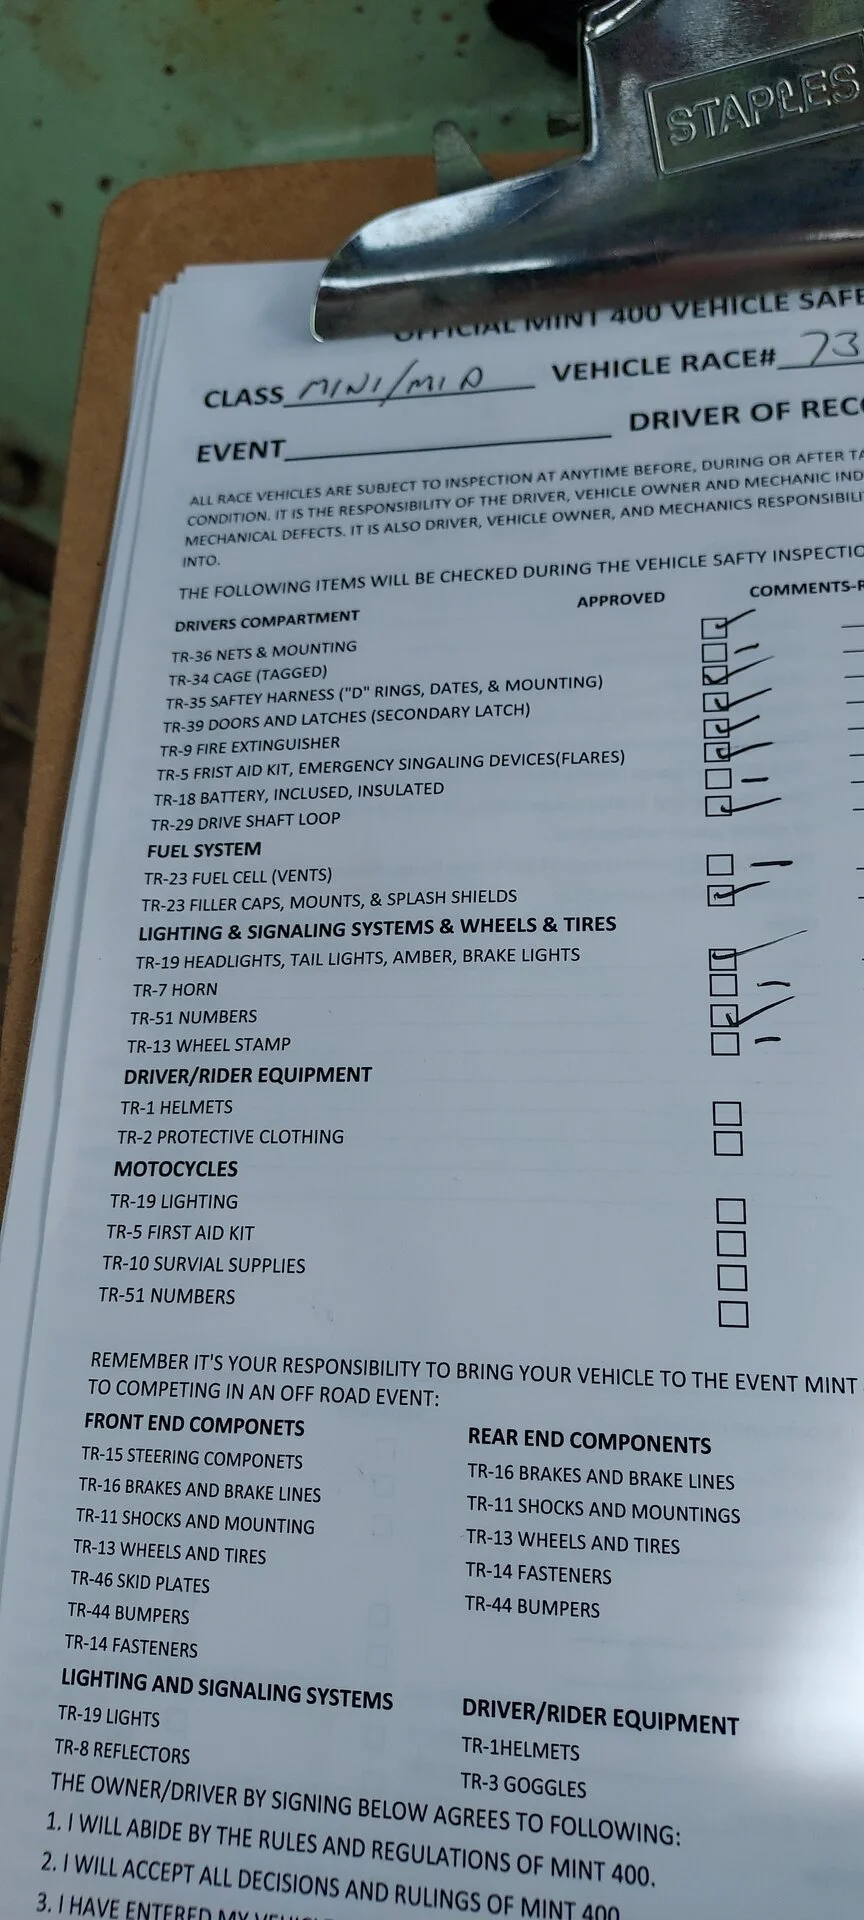 STAPLES
OFFICIAL MINT 400 VEHICLE SAFE
CLASS MINI/MID VEHICLE RACE# 73
EVENT DRIVER OF RECO
ALL RACE VEHICLES ARE SUBJECT TO INSPECTION AT ANYTIME BEFORE, DURING OR AFTER TA
CONDITION. IT IS THE RESPONSIBILITY OF THE DRIVER, VEHICLE OWNER AND MECHANIC IND
MECHANICAL DEFECTS. IT IS ALSO DRIVER, VEHICLE OWNER, AND MECHANICS RESPONSIBILI
INTO.
THE FOLLOWING ITEMS WILL BE CHECKED DURING THE VEHICLE SAFTY INSPECTIO
DRIVERS COMPARTMENT APPROVED COMMENTS-R
TR-36 NETS & MOUNTING
TR-34 CAGE (TAGGED)
TR-35 SAFTEY HARNESS ("D" RINGS, DATES, & MOUNTING)
TR-39 DOORS AND LATCHES (SECONDARY LATCH)
TR-9 FIRE EXTINGUISHER
TR-5 FRIST AID KIT, EMERGENCY SINGALING DEVICES(FLARES)
TR-18 BATTERY, INCLUSED, INSULATED
TR-29 DRIVE SHAFT LOOP
FUEL SYSTEM
TR-23 FUEL CELL (VENTS)
TR-23 FILLER CAPS, MOUNTS, & SPLASH SHIELDS
LIGHTING & SIGNALING SYSTEMS & WHEELS & TIRES
TR-19 HEADLIGHTS, TAIL LIGHTS, AMBER, BRAKE LIGHTS
TR-7 HORN
TR-51 NUMBERS
TR-13 WHEEL STAMP
DRIVER/RIDER EQUIPMENT
TR-1 HELMETS
TR-2 PROTECTIVE CLOTHING
MOTOCYCLES
TR-19 LIGHTING
TR-5 FIRST AID KIT
TR-10 SURVIAL SUPPLIES
TR-51 NUMBERS
REMEMBER IT'S YOUR RESPONSIBILITY TO BRING YOUR VEHICLE TO THE EVENT MINT
TO COMPETING IN AN OFF ROAD EVENT:
FRONT END COMPONETS
TR-15 STEERING COMPONETS
TR-16 BRAKES AND BRAKE LINES
TR-11 SHOCKS AND MOUNTING
TR-13 WHEELS AND TIRES
TR-46 SKID PLATES
TR-44 BUMPERS
TR-14 FASTENERS
REAR END COMPONENTS
TR-16 BRAKES AND BRAKE LINES
TR-11 SHOCKS AND MOUNTINGS
TR-13 WHEELS AND TIRES
TR-14 FASTENERS
TR-44 BUMPERS
LIGHTING AND SIGNALING SYSTEMS
TR-19 LIGHTS
TR-8 REFLECTORS
DRIVER/RIDER EQUIPMENT
TR-1HELMETS
TR-3 GOGGLES
THE OWNER/DRIVER BY SIGNING BELOW AGREES TO FOLLOWING:
1. I WILL ABIDE BY THE RULES AND REGULATIONS OF MINT 400.
2. I WILL ACCEPT ALL DECISIONS AND RULINGS OF MINT 400
3. I HAVE ENTERED MY VEHICL